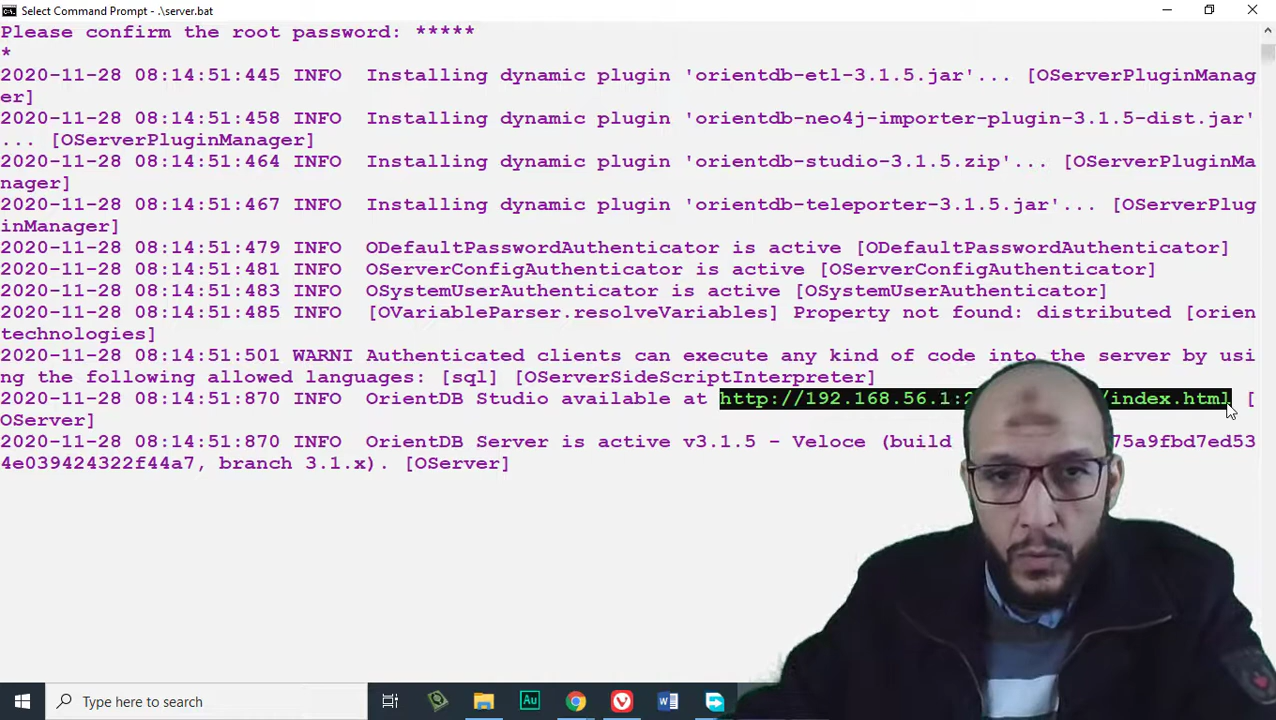 Select Command Prompt - .\server.bat
Please confirm the root password: *****
*
2020-11-28 08:14:51:445 INFO  Installing dynamic plugin 'orientdb-etl-3.1.5.jar'... [OServerPluginManag
er]
2020-11-28 08:14:51:458 INFO  Installing dynamic plugin 'orientdb-neo4j-importer-plugin-3.1.5-dist.jar'
... [OServerPluginManager]
2020-11-28 08:14:51:464 INFO  Installing dynamic plugin 'orientdb-studio-3.1.5.zip'... [OServerPluginMa
nager]
2020-11-28 08:14:51:467 INFO  Installing dynamic plugin 'orientdb-teleporter-3.1.5.jar'... [OServerPlug
inManager]
2020-11-28 08:14:51:479 INFO  ODefaultPasswordAuthenticator is active [ODefaultPasswordAuthenticator]
2020-11-28 08:14:51:481 INFO  OServerConfigAuthenticator is active [OServerConfigAuthenticator]
2020-11-28 08:14:51:483 INFO  OSystemUserAuthenticator is active [OSystemUserAuthenticator]
2020-11-28 08:14:51:485 INFO  [OVariableParser.resolveVariables] Property not found: distributed [orien
technologies]
2020-11-28 08:14:51:501 WARNI Authenticated clients can execute any kind of code into the server by usi
ng the following allowed languages: [sql] [OServerSideScriptInterpreter]
2020-11-28 08:14:51:870 INFO  OrientDB Studio available at http://192.168.56.1:2 /index.html [
OServer]
2020-11-28 08:14:51:870 INFO  OrientDB Server is active v3.1.5 - Veloce (build 75a9fbd7ed53
4e039424322f44a7, branch 3.1.x). [OServer]
Type here to search
Au